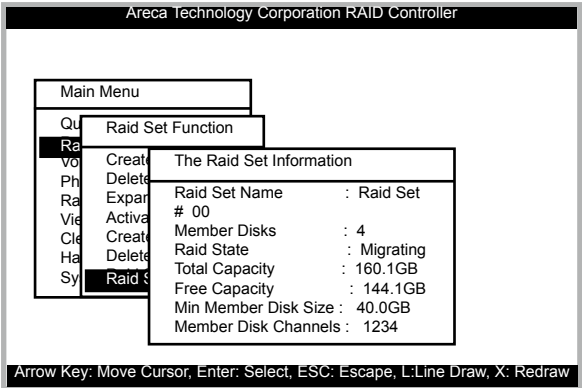 Areca Technology Corporation RAID Controller
Main Menu
Qu
Ra
Vo
Ph
Ra
Vie
Cle
Ha
Sy
Raid Set Function
Create
Delete
Expan
Activa
Create
Delete
Raid S
The Raid Set Information
Raid Set Name : Raid Set
# 00
Member Disks : 4
Raid State : Migrating
Total Capacity : 160.1GB
Free Capacity : 144.1GB
Min Member Disk Size : 40.0GB
Member Disk Channels : 1234
Arrow Key: Move Cursor, Enter: Select, ESC: Escape, L:Line Draw, X: Redraw